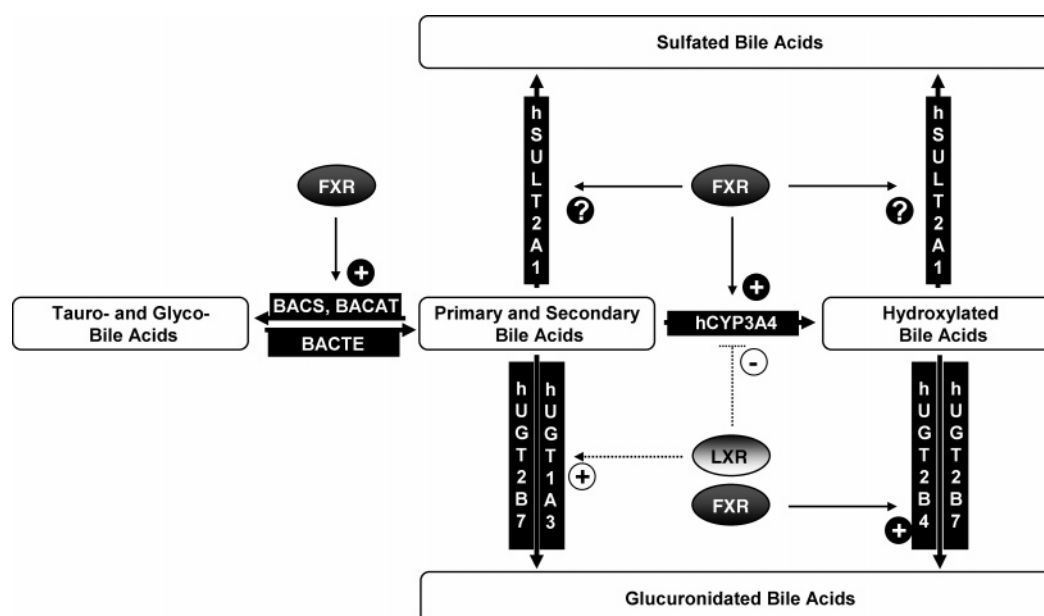 Sulfated Bile Acids
hSULT2A1
hSULT2A1
FXR
FXR
?
?
+
+
Tauro- and Glyco-
Bile Acids
BACS, BACAT
BACTE
Primary and Secondary
Bile Acids
hCYP3A4
Hydroxylated
Bile Acids
-
hUGT2B7
hUGT1A3
LXR
+
FXR
+
hUGT2B4
hUGT2B7
Glucuronidated Bile Acids